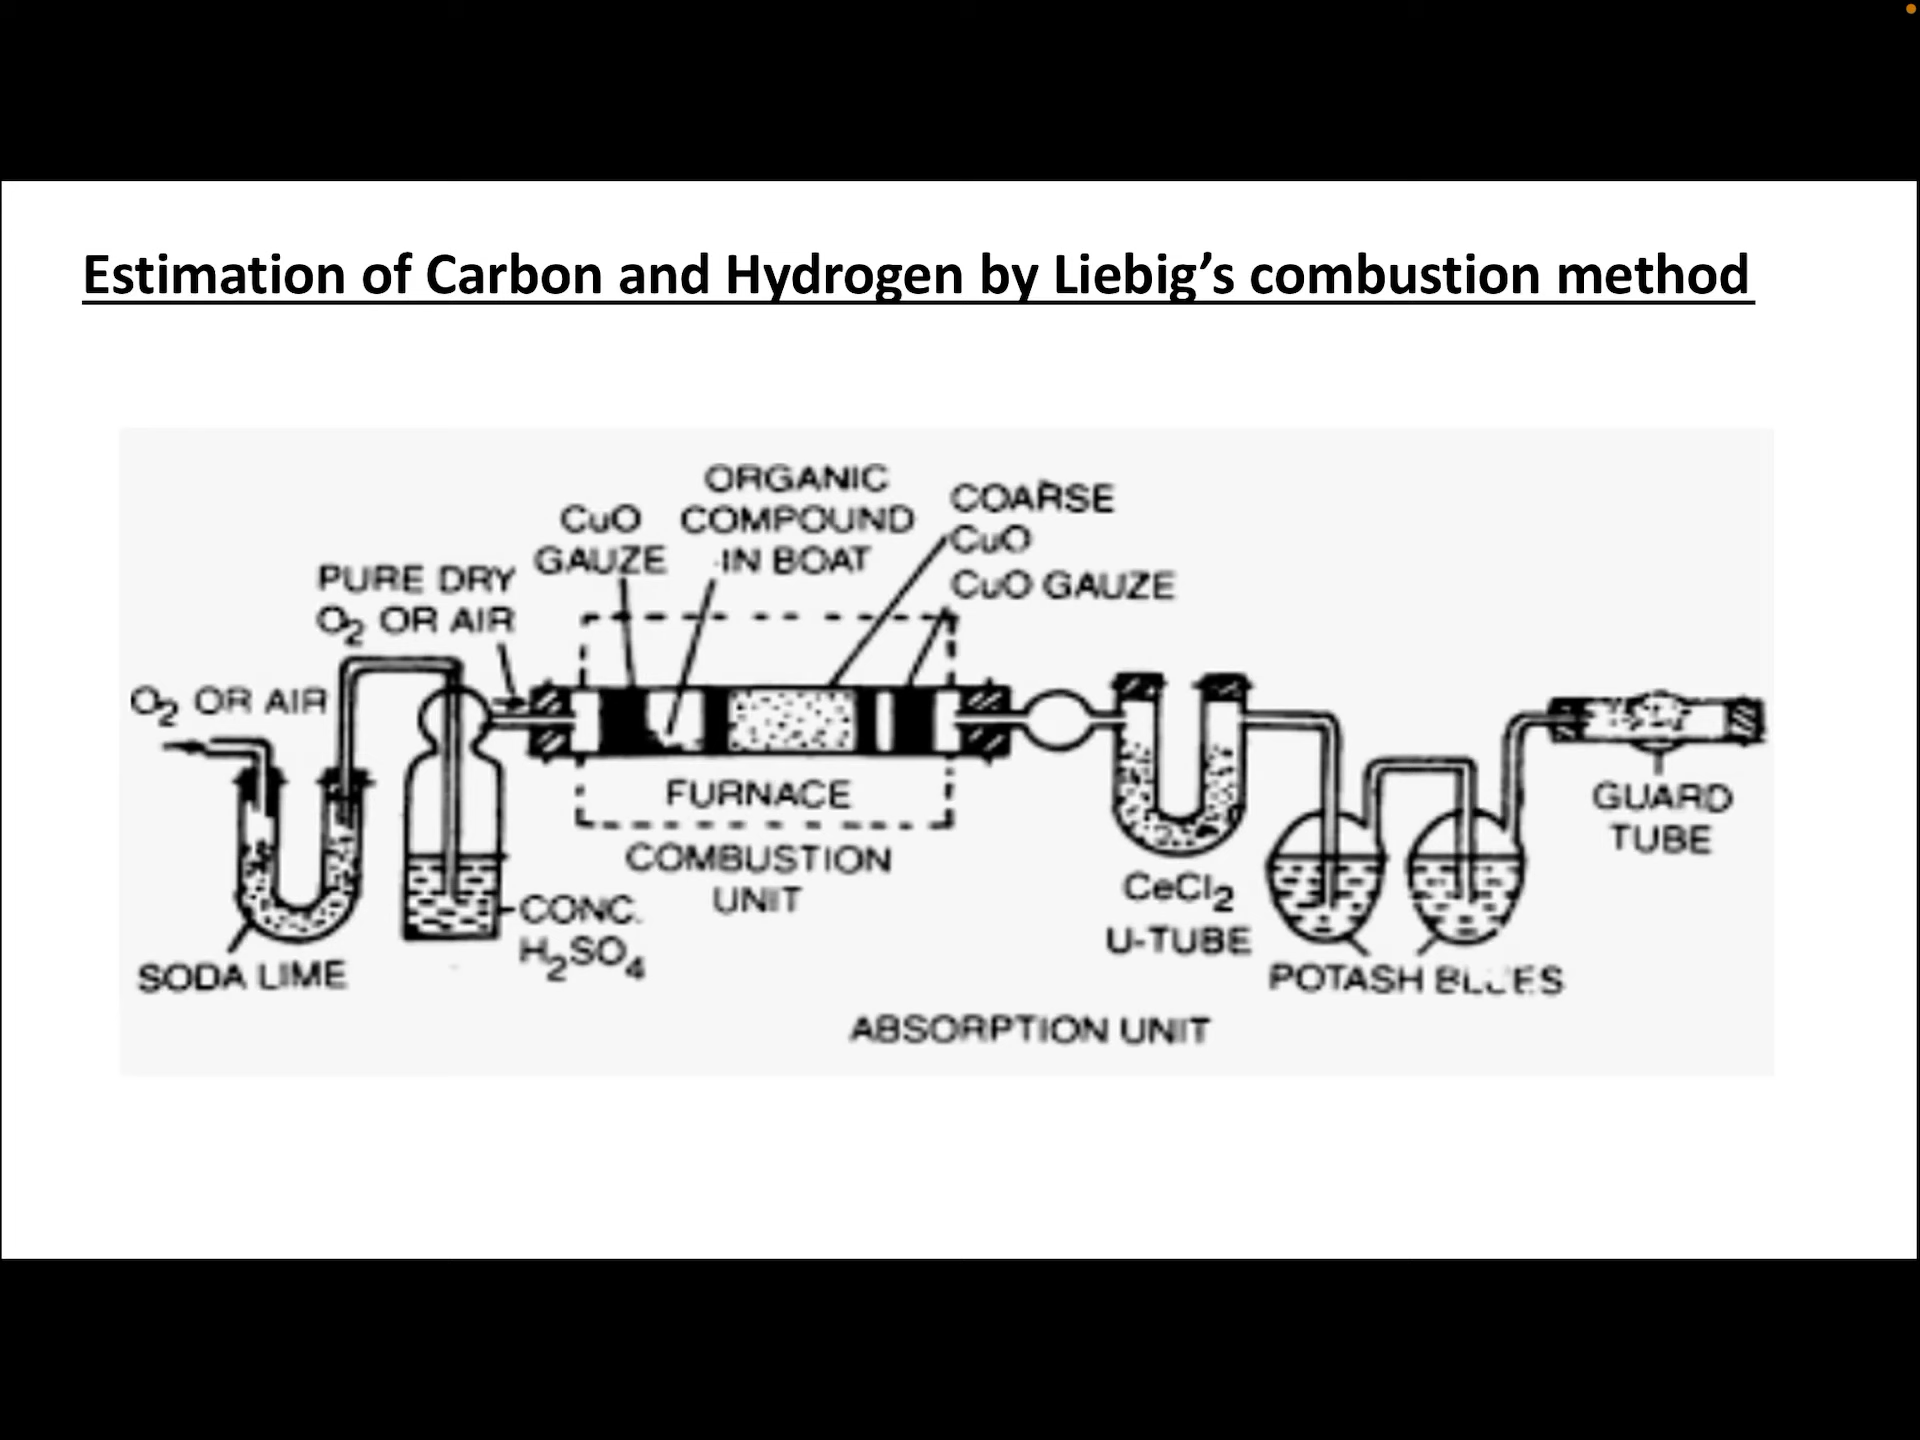 Estimation of Carbon and Hydrogen by Liebig’s combustion method
ORGANIC
COMPOUND
IN BOAT
CuO
GAUZE
COARSE
CuO
CuO GAUZE
PURE DRY
O₂ OR AIR
O₂ OR AIR
FURNACE
COMBUSTION
UNIT
GUARD
TUBE
CONC.
H₂SO₄
CeCl₂
U-TUBE
SODA LIME
POTASH
ABSORPTION UNIT